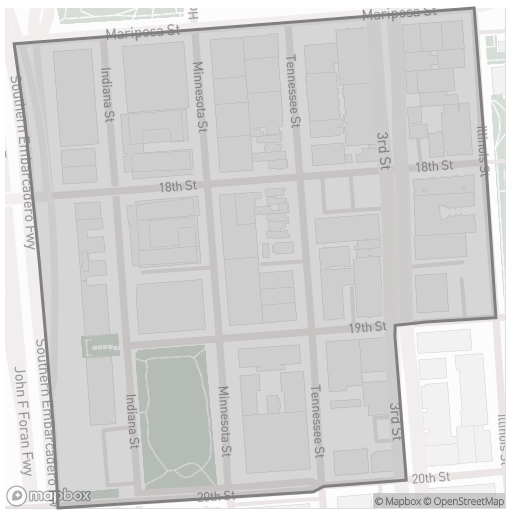 Mariposa St
Mariposa St
Southern Embarcadero Fwy
Indiana St
Minnesota St
Tennessee St
3rd St
Illinois St
18th St
18th St
19th St
Southern Embarcadero
John F Foran Fwy
Indiana St
Minnesota St
Tennessee St
3rd St
Illinois St
20th St
20th St
mapbox
© Mapbox © OpenStreetMap